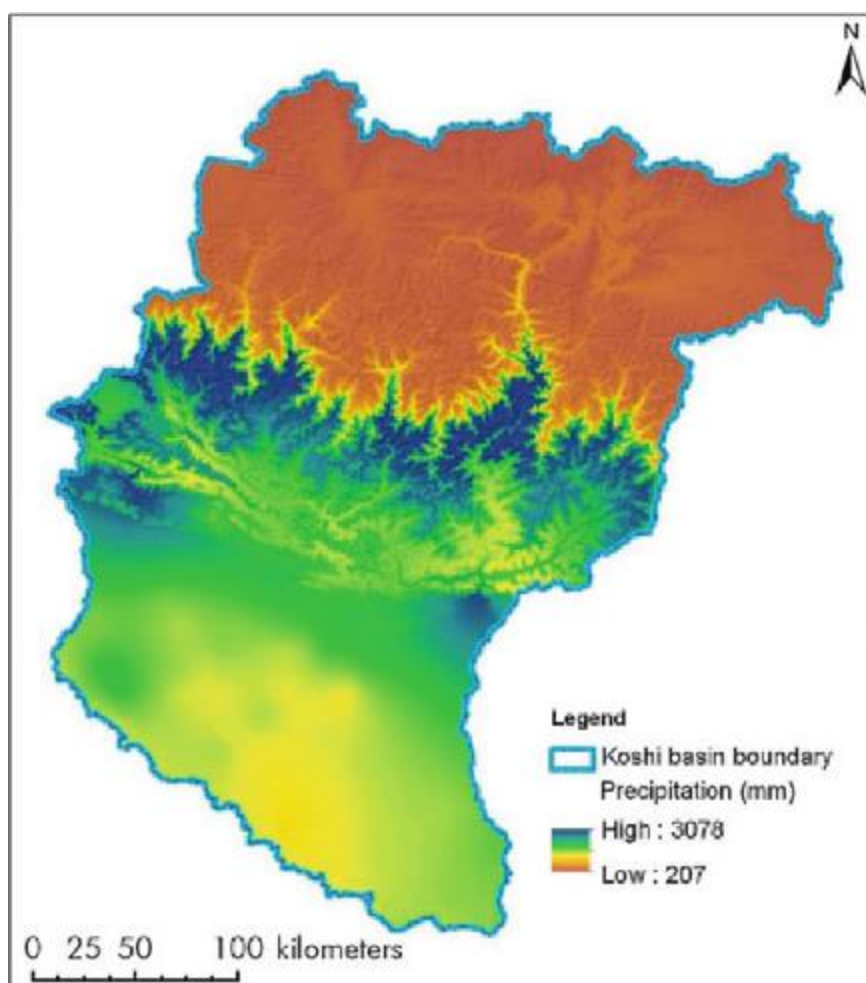 N
Legend
Koshi basin boundary
Precipitation (mm)
High : 3078
Low : 207
0 25 50 100 kilometers